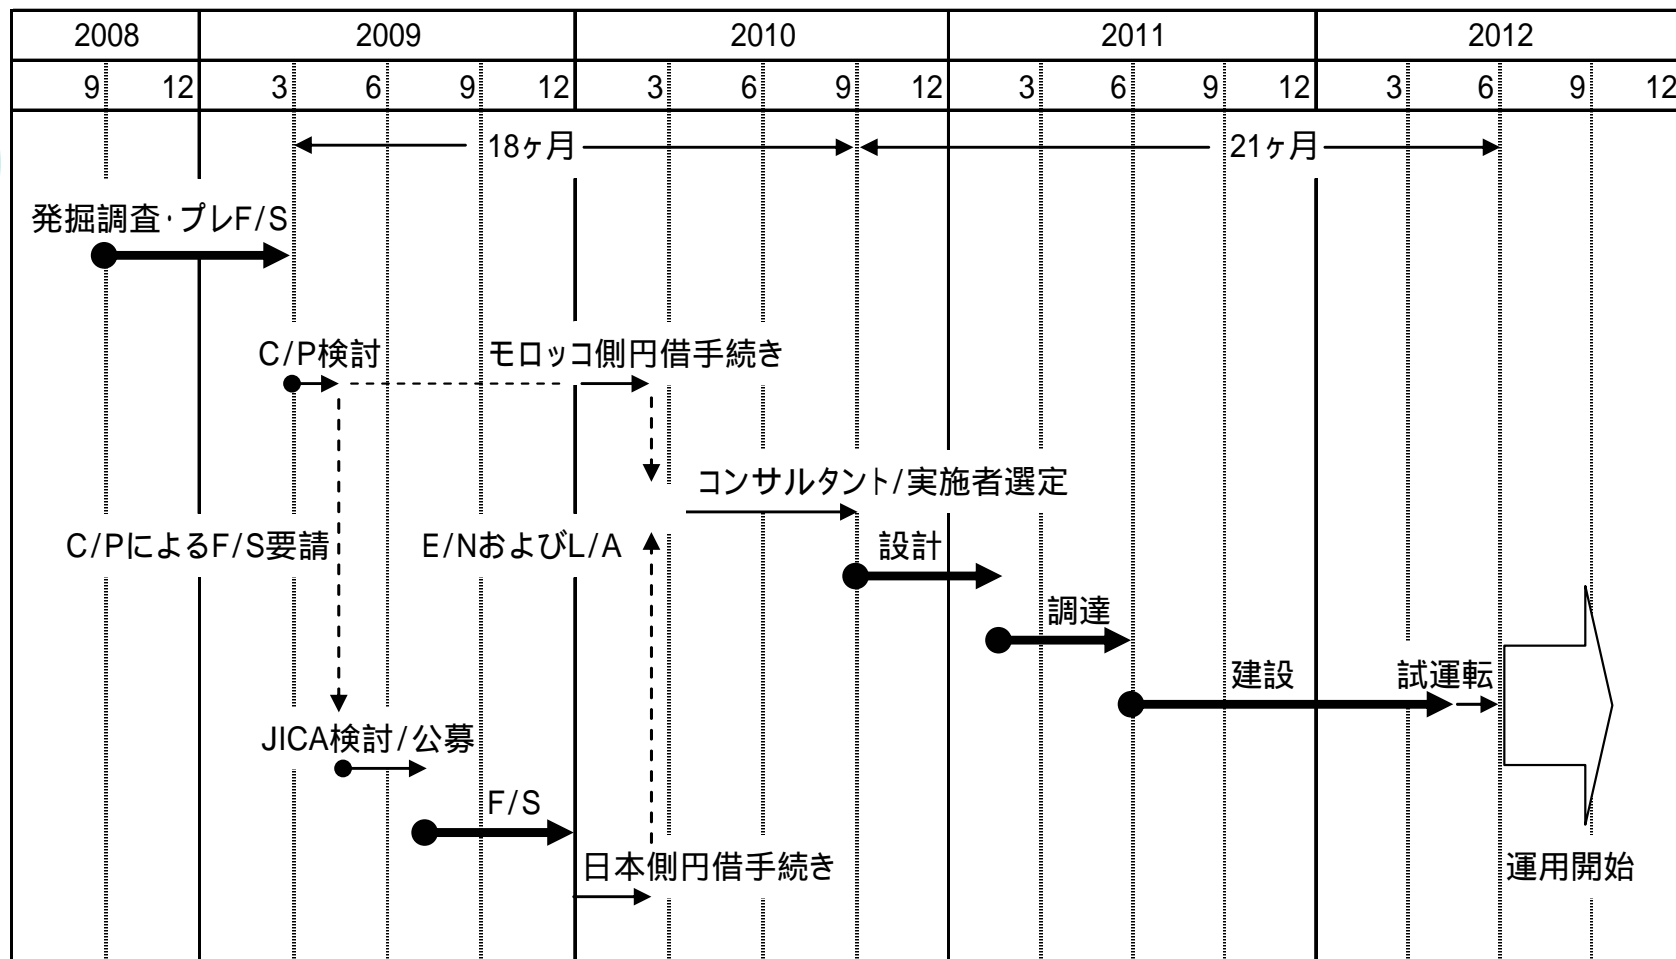 2008 2009 2010 2011 2012
9 12 3 6 9 12 3 6 9 12 3 6 9 12 3 6 9 12
18ヶ月 21ヶ月
発掘調査・プレF/S
C/P検討 モロッコ側円借手続き
コンサルタント/実施者選定
C/PによるF/S要請 E/NおよびL/A 設計
調達
建設 試運転
JICA検討/公募
F/S
日本側円借手続き 運用開始